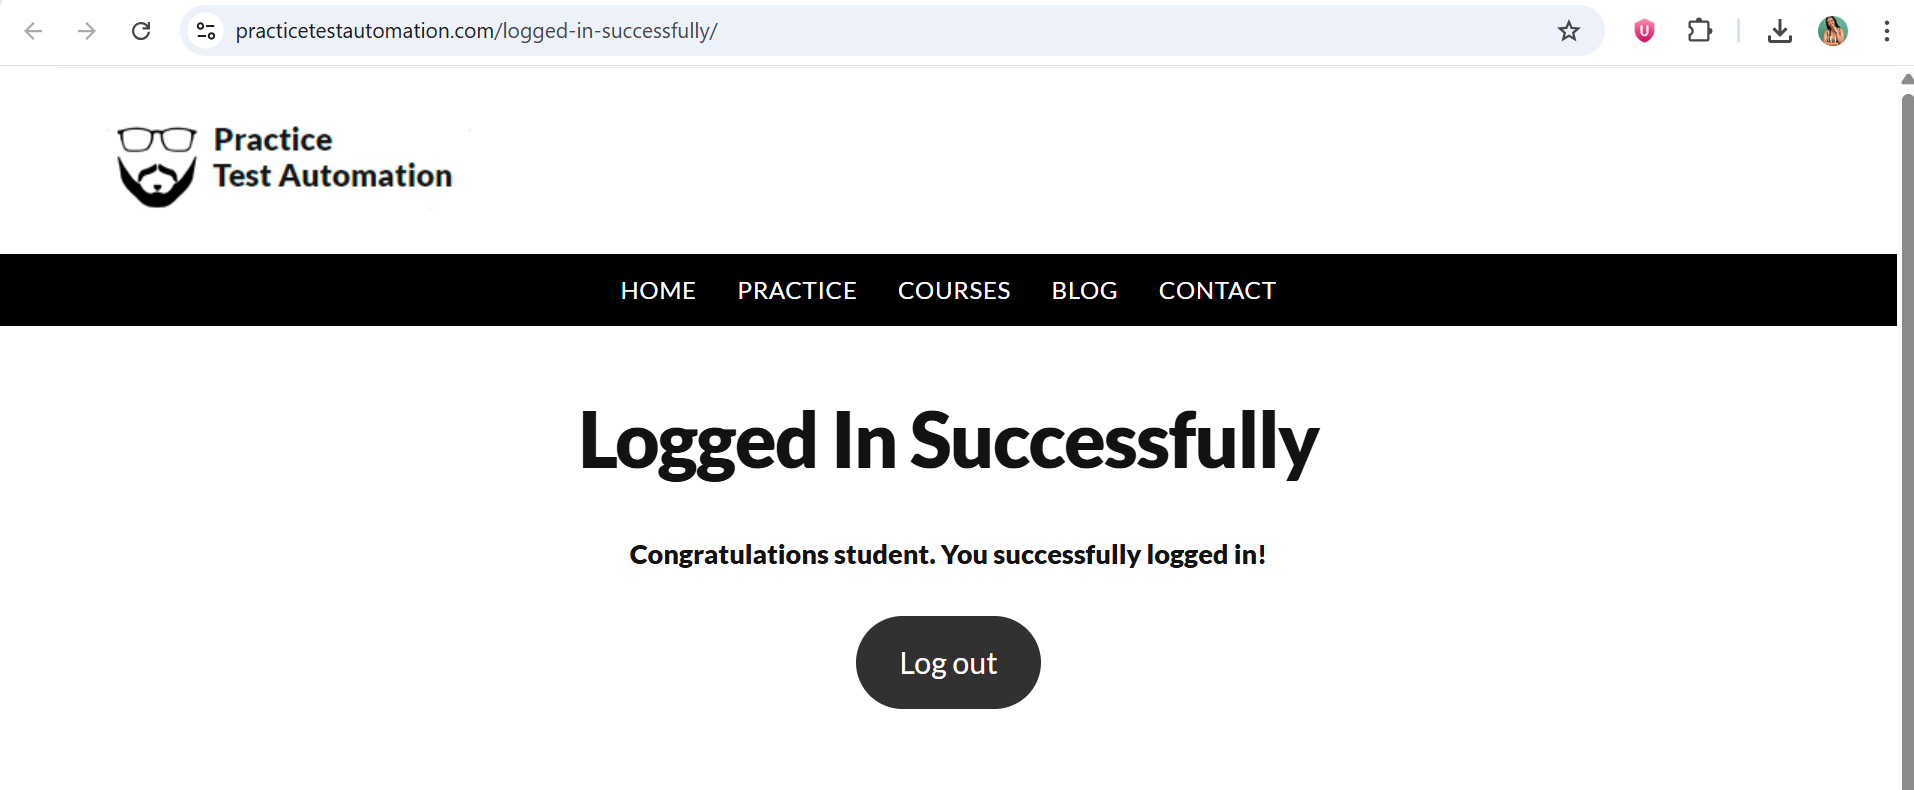 practicetestautomation.com/logged-in-successfully/
U
Practice
Test Automation
HOME PRACTICE COURSES BLOG CONTACT
Logged In Successfully
Congratulations student. You successfully logged in!
Log out